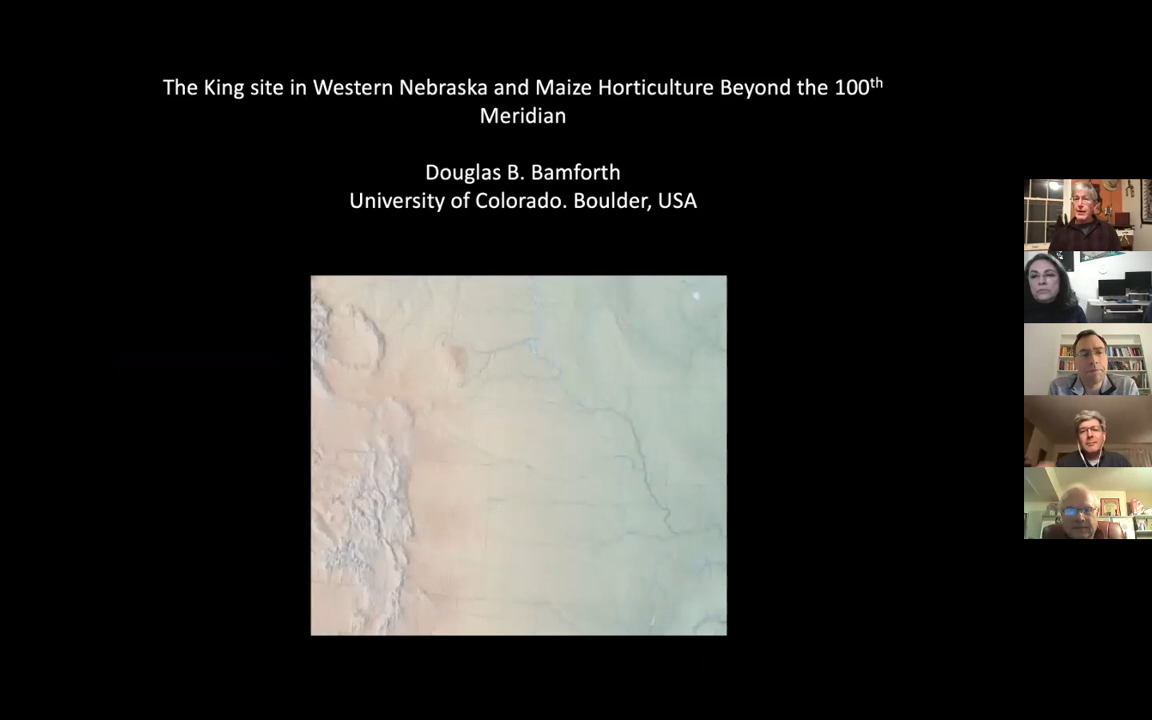 The King site in Western Nebraska and Maize Horticulture Beyond the 100th
Meridian
Douglas B. Bamforth
University of Colorado. Boulder, USA